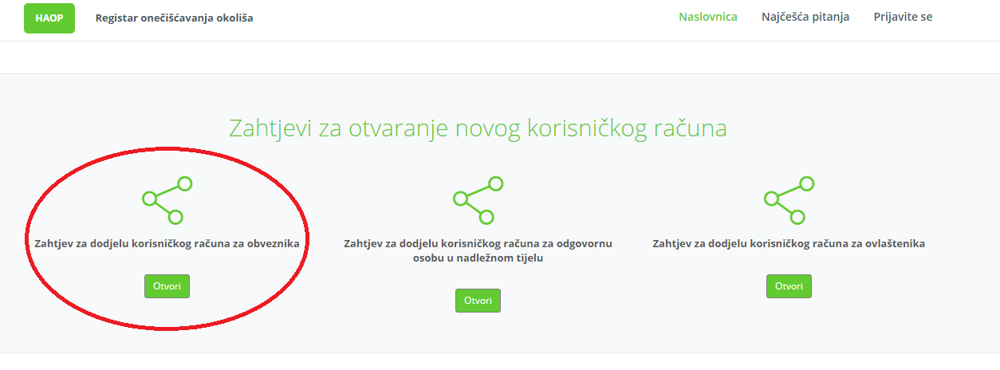 HAOP
Registar onečišćavanja okoliša
Naslovnica
Najčešća pitanja
Prijavite se
Zahtjevi za otvaranje novog korisničkog računa
Zahtjev za dodjelu korisničkog računa za obveznika
Otvori
Zahtjev za dodjelu korisničkog računa za odgovornu
osobu u nadležnom tijelu
Otvori
Zahtjev za dodjelu korisničkog računa za ovlaštenika
Otvori